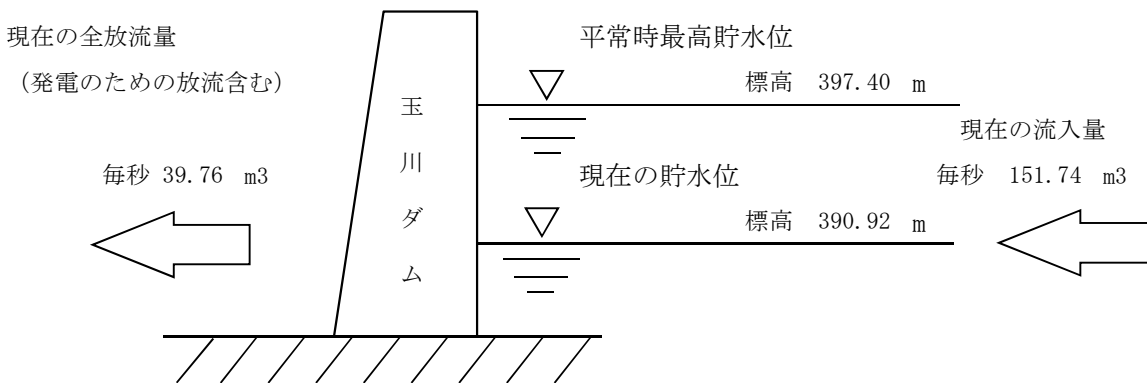 現在の全放流量
（発電のための放流含む）
毎秒 39.76 m3
玉川ダム
平常時最高貯水位
標高 397.40 m
現在の貯水位
標高 390.92 m
現在の流入量
毎秒 151.74 m3